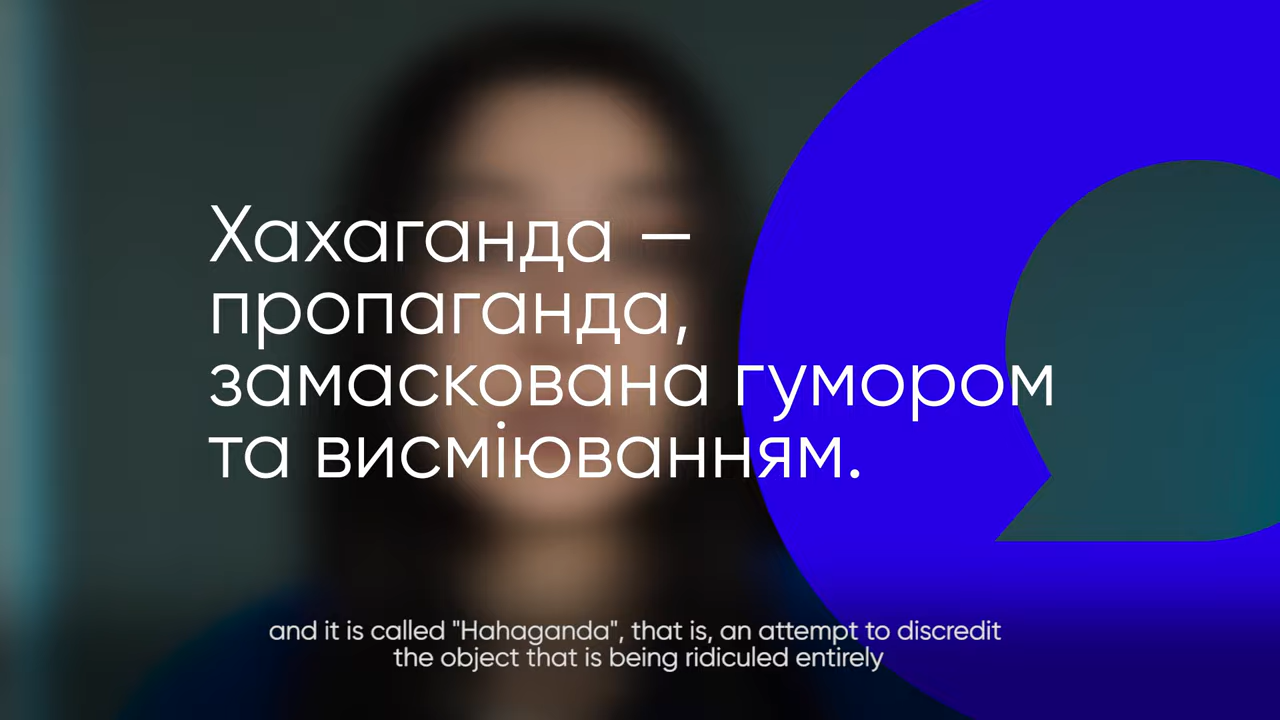 Хахаганда —
пропаганда,
замаскована гумором
та висміюванням.
and it is called "Hahaganda", that is, an attempt to discredit
the object that is being ridiculed entirely